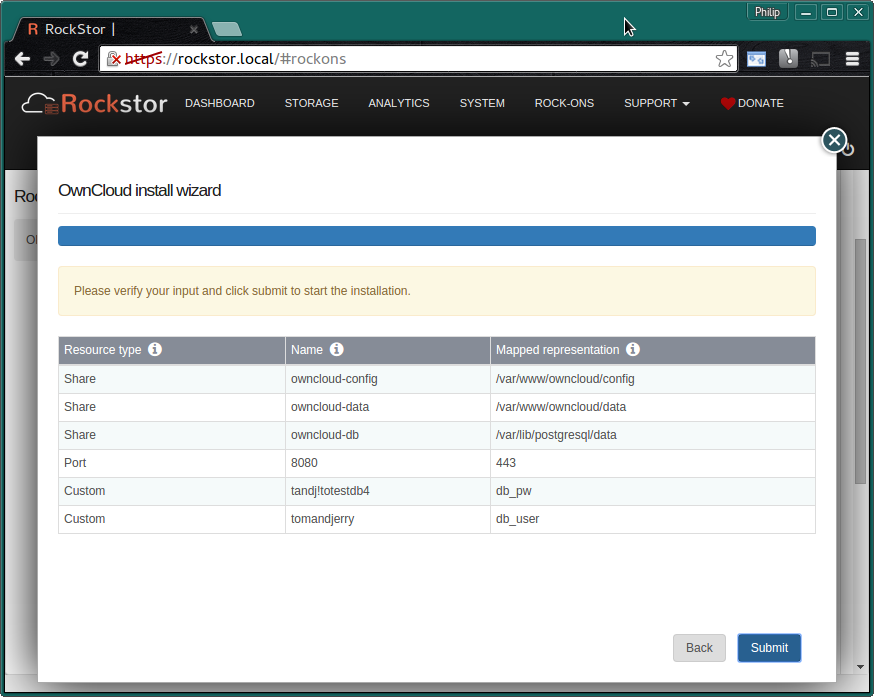 Philip
R RockStor |
https://rockstor.local/#rockons
Rockstor DASHBOARD STORAGE ANALYTICS SYSTEM ROCK-ONS SUPPORT DONATE
Roc
OwnCloud install wizard
Please verify your input and click submit to start the installation.
Resource type Name Mapped representation
Share owncloud-config /var/www/owncloud/config
Share owncloud-data /var/www/owncloud/data
Share owncloud-db /var/lib/postgresql/data
Port 8080 443
Custom tandj!totestdb4 db_pw
Custom tomandjerry db_user
Back Submit